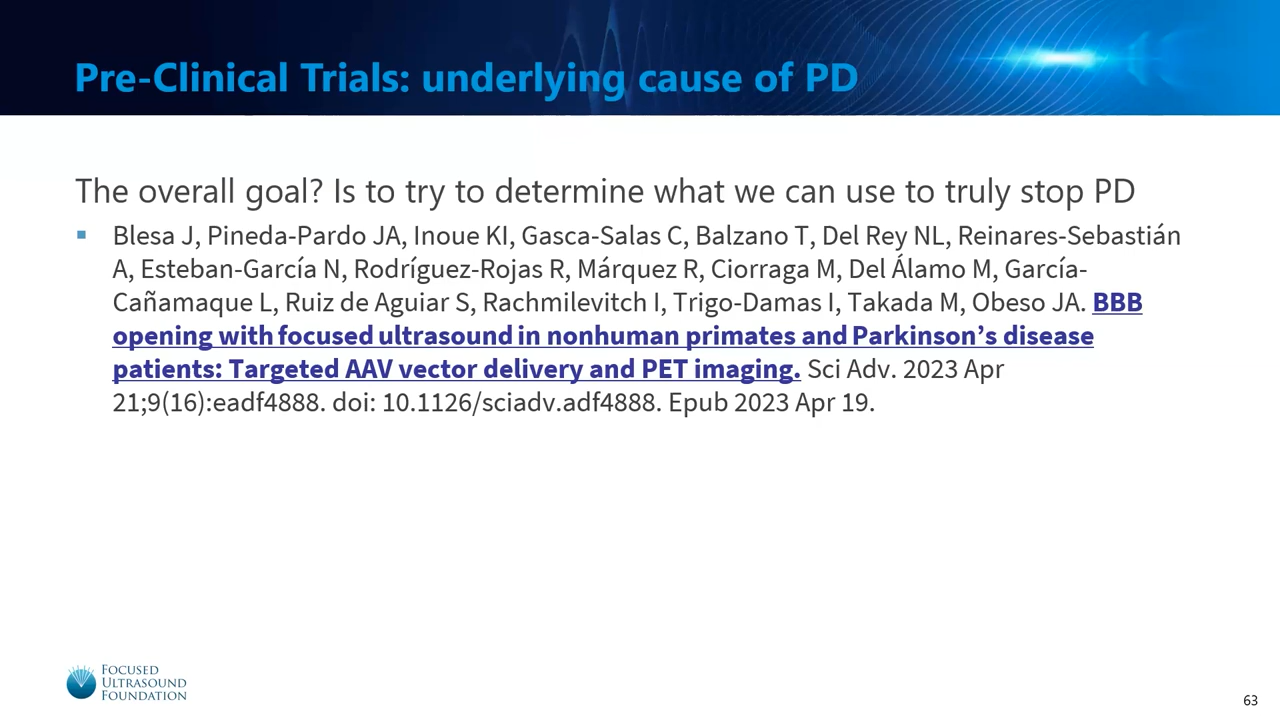 Pre-Clinical Trials: underlying cause of PD
The overall goal? Is to try to determine what we can use to truly stop PD
▪ Blesa J, Pineda-Pardo JA, Inoue KI, Gasca-Salas C, Balzano T, Del Rey NL, Reinares-Sebastián
A, Esteban-García N, Rodríguez-Rojas R, Márquez R, Ciorraga M, Del Álamo M, García-
Cañamaque L, Ruiz de Aguiar S, Rachmilevitch I, Trigo-Damas I, Takada M, Obeso JA. BBB
opening with focused ultrasound in nonhuman primates and Parkinson’s disease
patients: Targeted AAV vector delivery and PET imaging. Sci Adv. 2023 Apr
21;9(16):eadf4888. doi: 10.1126/sciadv.adf4888. Epub 2023 Apr 19.
FOCUSED
ULTRASOUND
FOUNDATION
63